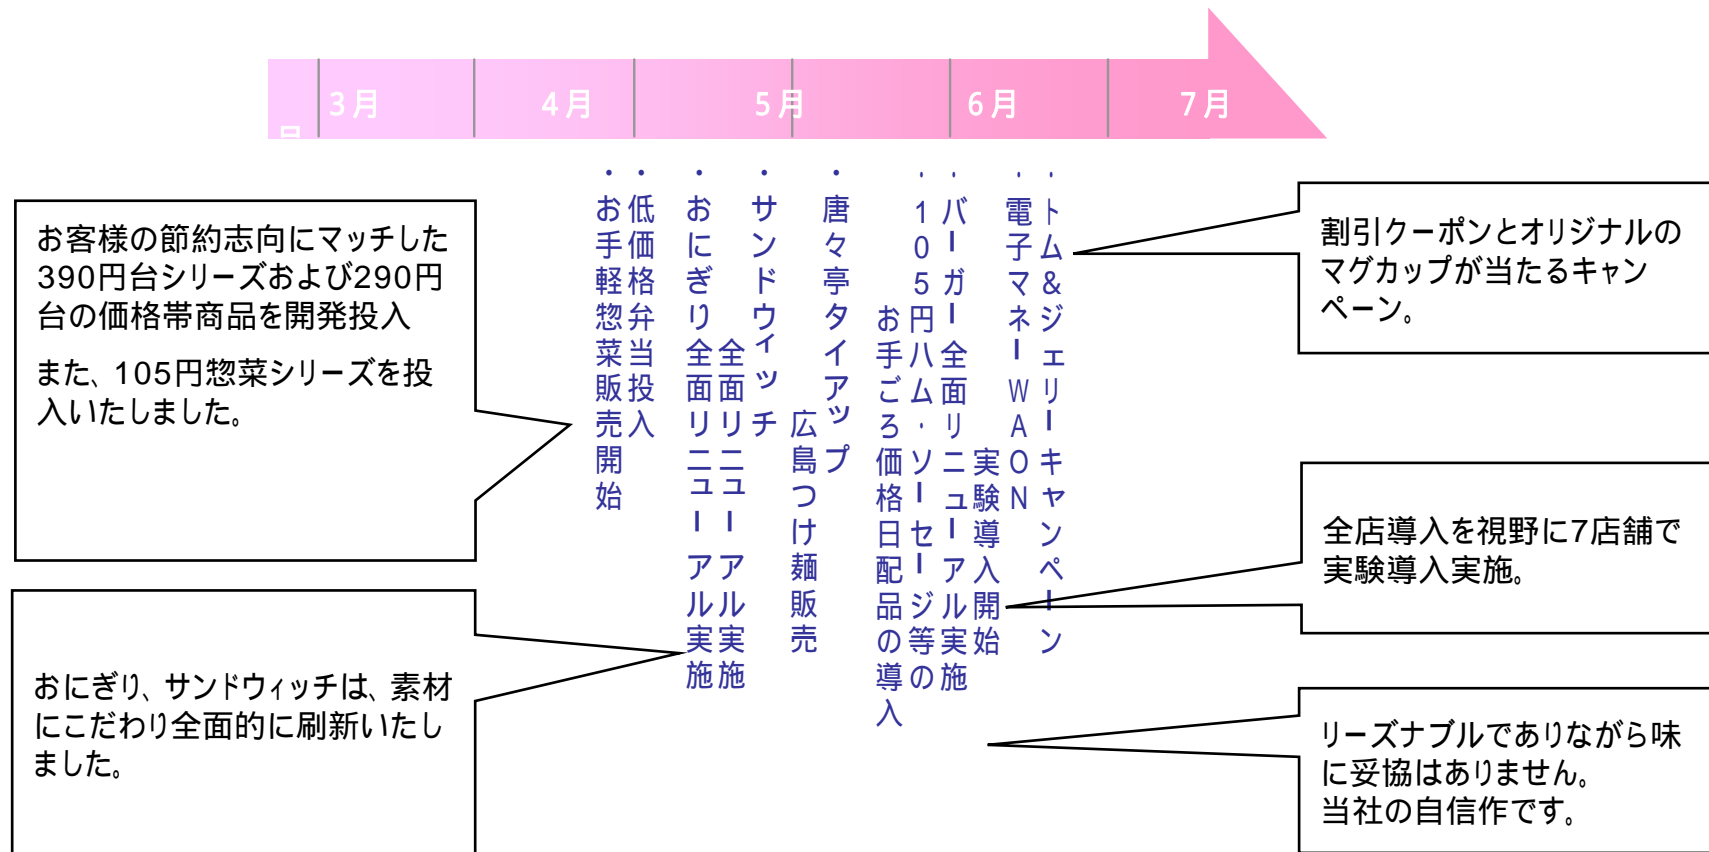 3月
4月
5月
6月
7月
お客様の節約志向にマッチした
390円台シリーズおよび290円
台の価格帯商品を開発投入
また、105円惣菜シリーズを投
入いたしました。
おにぎり、サンドウィッチは、素材
にこだわり全面的に刷新いたし
ました。
・お手軽惣菜販売開始
・低価格弁当投入
・おにぎり全面リニューアル実施
・サンドウィッチ
全面リニューアル実施
・唐々亭タイアップ
広島つけ麺販売
・105円ハム・ソーセージ等の
お手ごろ価格日配品の導入
・バーガー全面リニューアル実施
・電子マネーWAON
実験導入開始
・トム&ジェリーキャンペーン
割引クーポンとオリジナルの
マグカップが当たるキャン
ペーン。
全店導入を視野に7店舗で
実験導入実施。
リーズナブルでありながら味
に妥協はありません。
当社の自信作です。